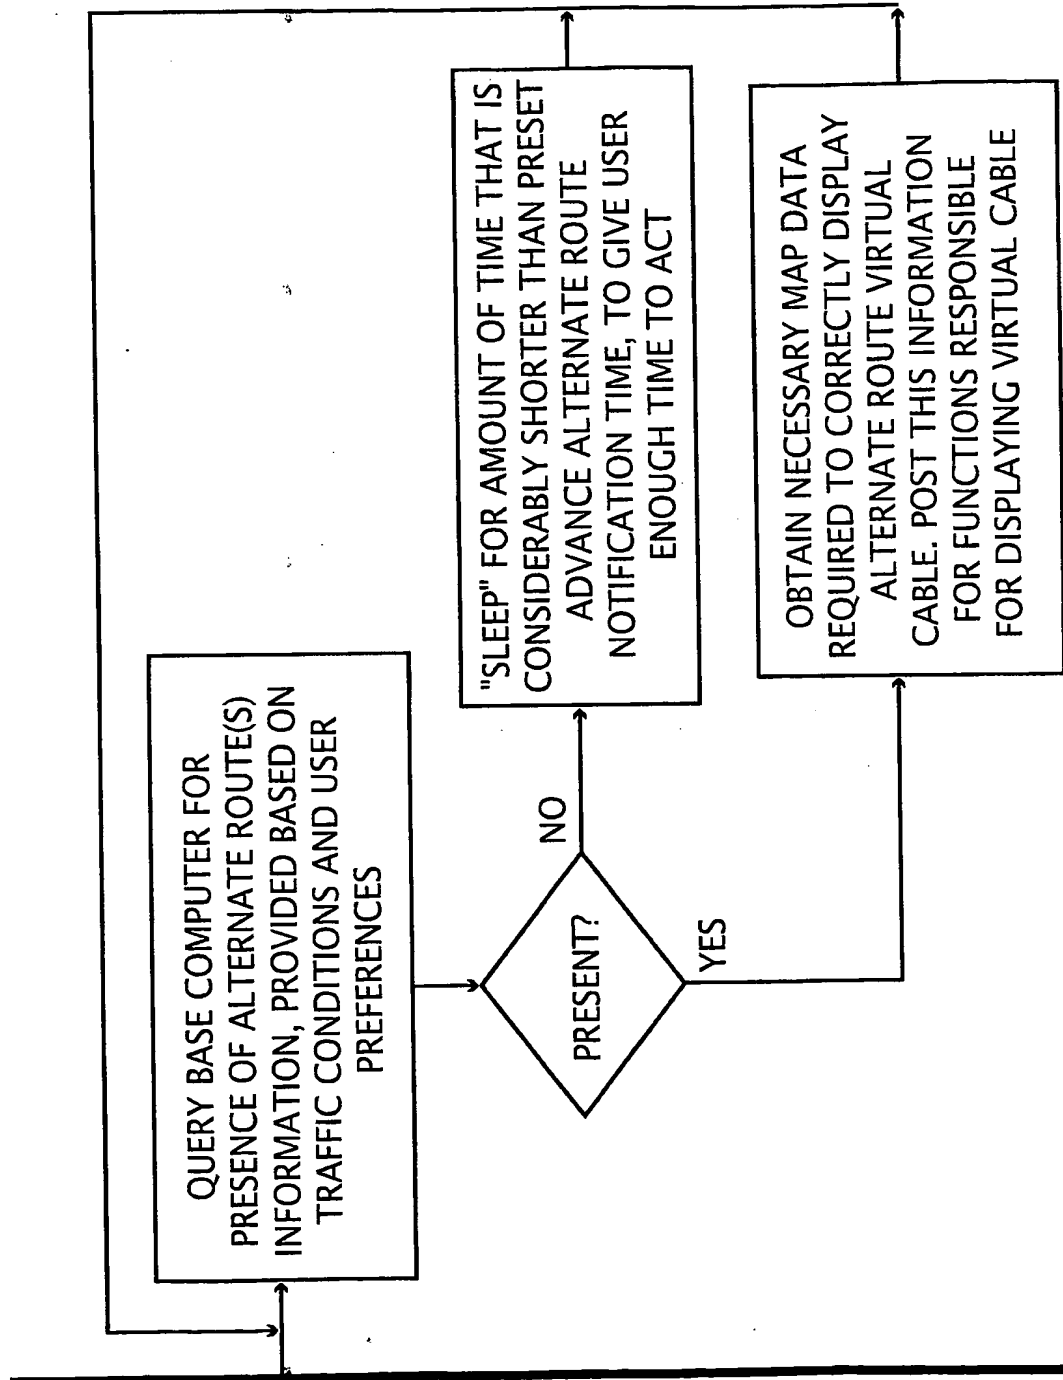 QUERY BASE COMPUTER FOR
PRESENCE OF ALTERNATE ROUTE(S)
INFORMATION, PROVIDED BASED ON
TRAFFIC CONDITIONS AND USER
PREFERENCES
PRESENT?
NO
YES
"SLEEP" FOR AMOUNT OF TIME THAT IS
CONSIDERABLY SHORTER THAN PRESET
ADVANCE ALTERNATE ROUTE
NOTIFICATION TIME, TO GIVE USER
ENOUGH TIME TO ACT
OBTAIN NECESSARY MAP DATA
REQUIRED TO CORRECTLY DISPLAY
ALTERNATE ROUTE VIRTUAL
CABLE. POST THIS INFORMATION
FOR FUNCTIONS RESPONSIBLE
FOR DISPLAYING VIRTUAL CABLE